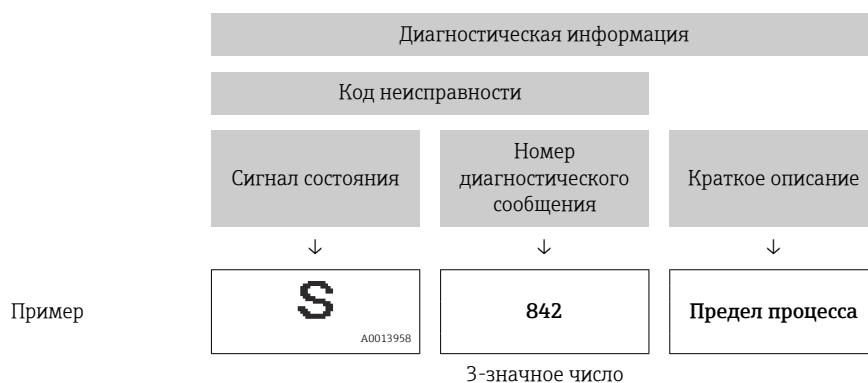 Диагностическая информация
Код неисправности
Сигнал состояния
Номер
диагностического
сообщения
Краткое описание
↓ ↓ ↓
Пример
S
A0013958
842
Предел процесса
3-значное число